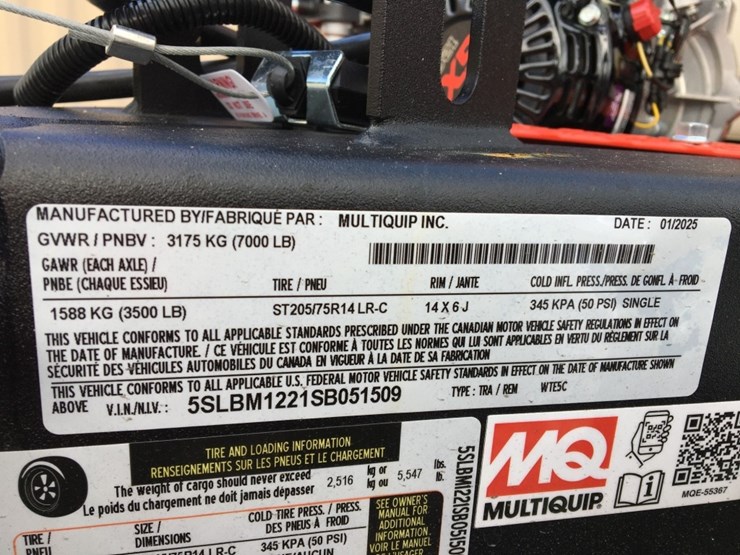 MANUFACTURED BY/FABRIQUÉ PAR : MULTIQUIP INC. DATE : 01/2025
GVWR / PNBV : 3175 KG (7000 LB)
GAWR (EACH AXLE) /
PNBE (CHAQUE ESSIEU) TIRE / PNEU RIM / JANTE COLD INFL. PRESS./PRESS. DE GONFL. À FROID
1588 KG (3500 LB) ST205/75R14 LR-C 14 X 6 J 345 KPA (50 PSI) SINGLE
THIS VEHICLE CONFORMS TO ALL APPLICABLE STANDARDS PRESCRIBED UNDER THE CANADIAN MOTOR VEHICLE SAFETY REGULATIONS IN EFFECT ON
THE DATE OF MANUFACTURE. / CE VÉHICULE EST CONFORME À TOUTES LES NORMES QUI LUI SONT APPLICABLES EN VERTU DU RÈGLEMENT SUR LA
SÉCURITÉ DES VÉHICULES AUTOMOBILES DU CANADA EN VIGUEUR À LA DATE DE SA FABRICATION
THIS VEHICLE CONFORMS TO ALL APPLICABLE U.S. FEDERAL MOTOR VEHICLE SAFETY STANDARDS IN EFFECT ON THE DATE OF MANUFACTURE SHOWN
ABOVE V.I.N./N.I.V. : 5SLBM1221SB051509 TYPE : TRA / REM WTE5C
TIRE AND LOADING INFORMATION
RENSEIGNEMENTS SUR LES PNEUS ET LE CHARGEMENT
The weight of cargo should never exceed 2,516 kg or 5,547 lbs.
Le poids du chargement ne doit jamais dépasser kg ou lb.
TIRE / SIZE / COLD TIRE PRESS. / PRESS.
PNEU DIMENSIONS DES PNEUS À FROID
/75R14 LR-C 345 KPA (50 PSI)
SEE OWNER'S
MANUAL FOR
ADDITIONAL
INFORMATION.
VOIR LE MANUEL
5SLBM1221SB05150
MQ
MULTIQUIP
i
MQE-55367